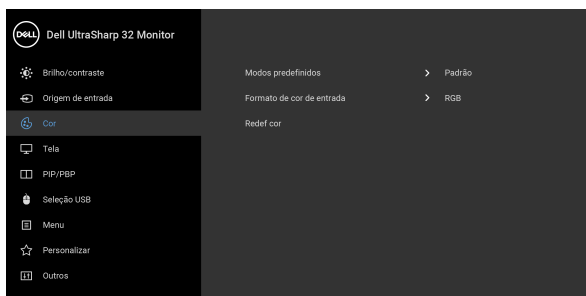 DELL Dell UltraSharp 32 Monitor
Brilho/contraste
Modos predefinidos Padrão
Origem de entrada
Formato de cor de entrada RGB
Cor
Redef cor
Tela
PIP/PBP
Seleção USB
Menu
Personalizar
Outros